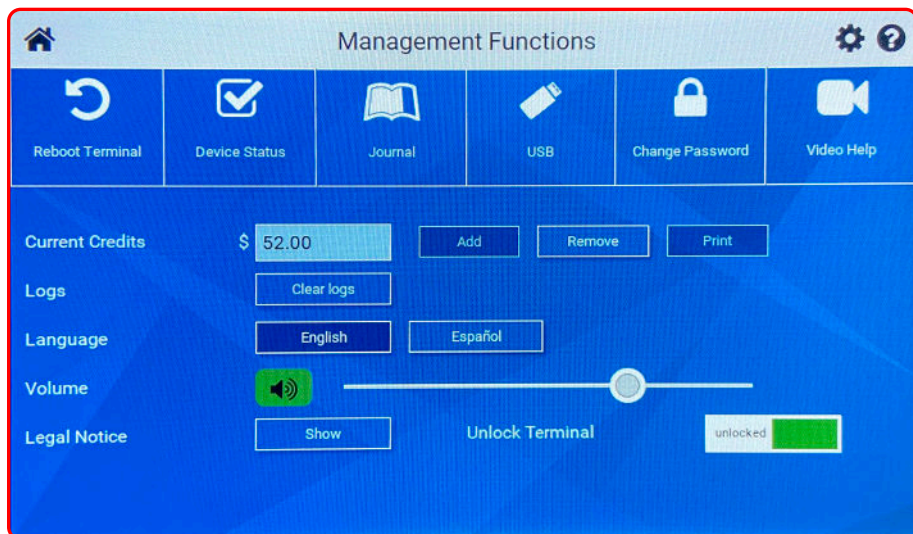 Management Functions
Reboot Terminal
Device Status
Journal
USB
Change Password
Video Help
Current Credits $ 52.00 Add Remove Print
Logs Clear logs
Language English Español
Volume
Legal Notice Show Unlock Terminal unlocked